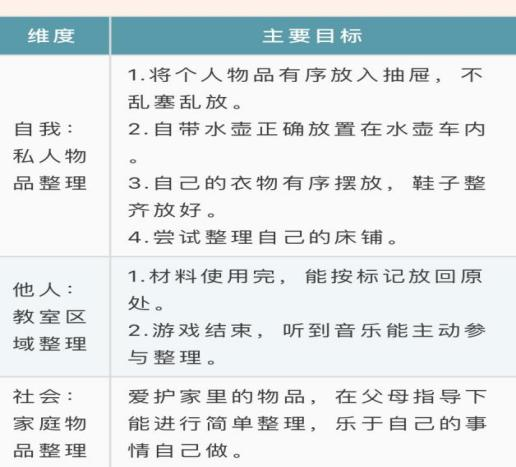 维度 主要目标
自我：
私人物
品整理
1.将个人物品有序放入抽屉，不
乱塞乱放。
2.自带水壶正确放置在水壶车内
。
3.自己的衣物有序摆放，鞋子整
齐放好。
4.尝试整理自己的床铺。
他人：
教室区
域整理
1.材料使用完，能按标记放回原
处。
2.游戏结束，听到音乐能主动参
与整理。
社会：
家庭物
品整理
爱护家里的物品，在父母指导下
能进行简单整理，乐于自己的事
情自己做。